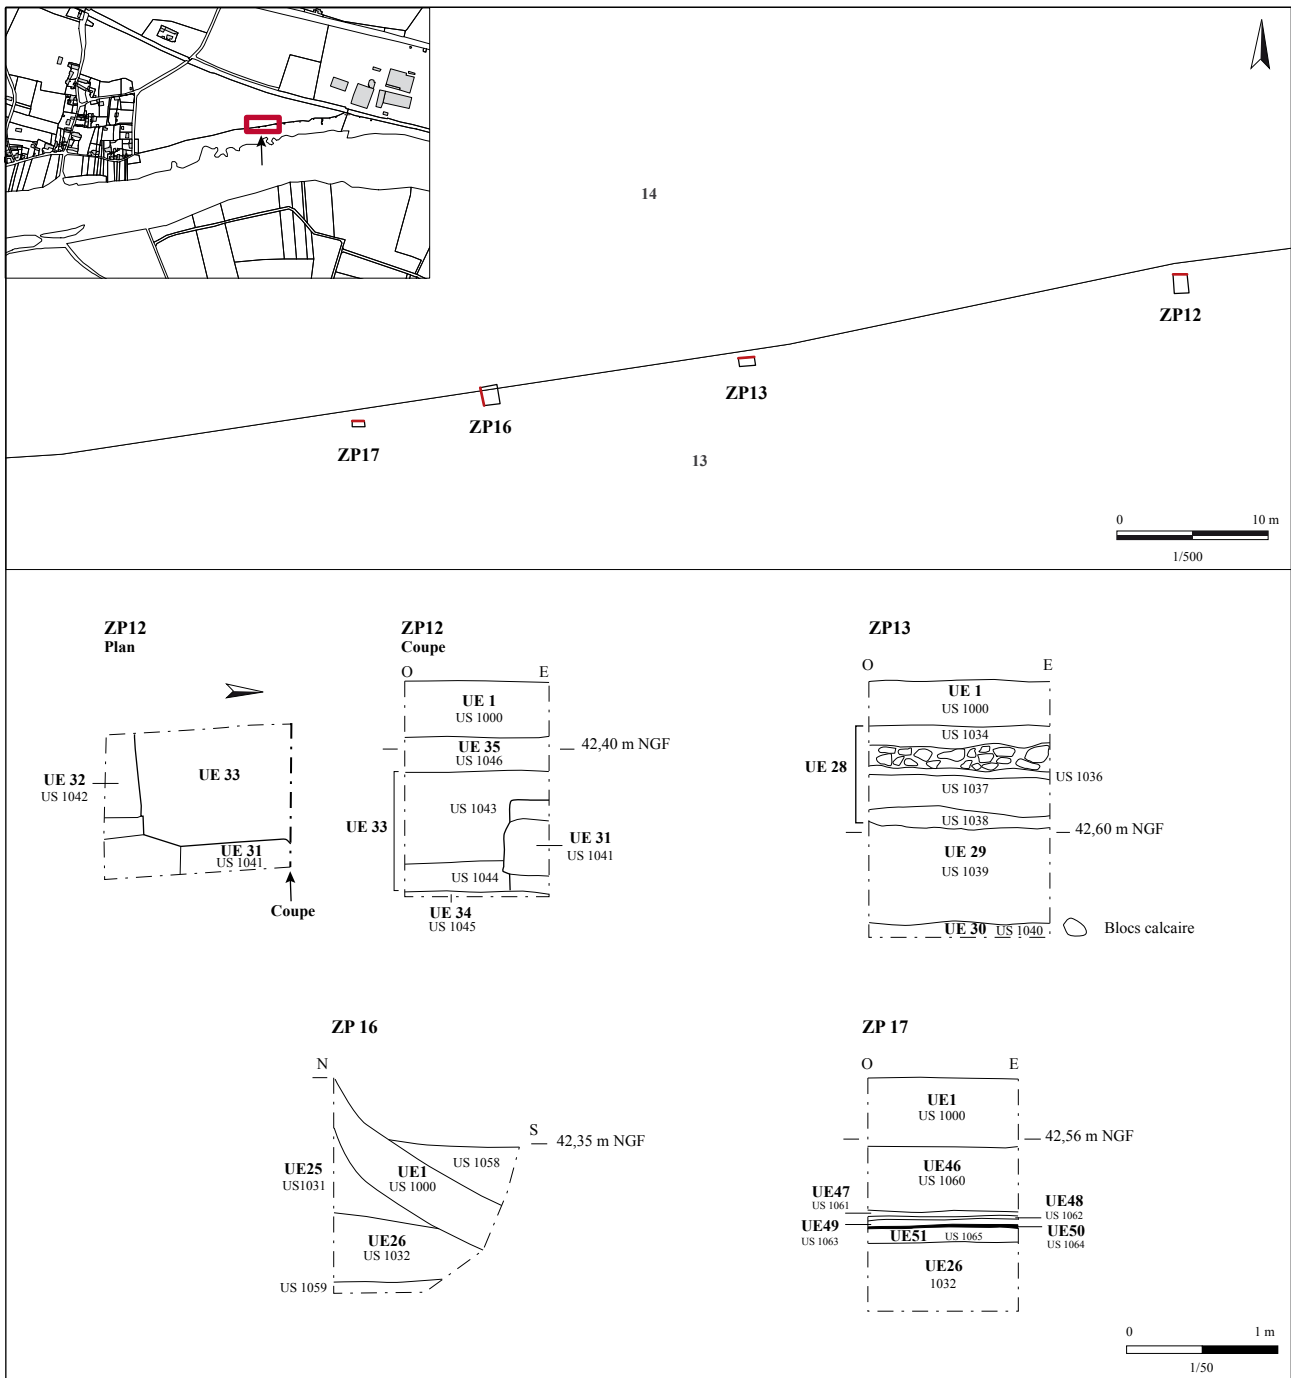 14
ZP12
ZP13
ZP16
ZP17
13
0 10 m
1/500
ZP12
Plan
UE 32
US 1042
UE 33
UE 31
US 1041
Coupe
ZP12
Coupe
O E
UE 1
US 1000
UE 35
US 1046
42,40 m NGF
US 1043
UE 33
UE 31
US 1041
US 1044
UE 34
US 1045
ZP13
O E
UE 1
US 1000
US 1034
UE 28
US 1036
US 1037
US 1038
42,60 m NGF
UE 29
US 1039
UE 30 US 1040
Blocs calcaire
ZP 16
N
S
42,35 m NGF
US 1058
UE25
US1031
UE1
US 1000
UE26
US 1032
US 1059
ZP 17
O E
UE1
US 1000
42,56 m NGF
UE46
US 1060
UE47
US 1061
UE48
US 1062
UE49
US 1063
UE50
US 1064
UE51 US 1065
UE26
1032
0 1 m
1/50